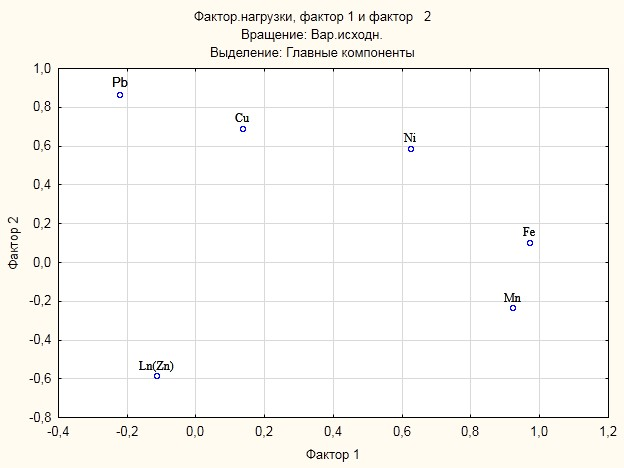 Фактор.нагрузки, фактор 1 и фактор 2
Вращение: Вар.исходн.
Выделение: Главные компоненты
1,0
Pb
0,8
Cu
0,6
Ni
0,4
0,2
Fe
Фактор 2
0,0
-0,2
Mn
-0,4
Ln(Zn)
-0,6
-0,8
-0,4 -0,2 0,0 0,2 0,4 0,6 0,8 1,0 1,2
Фактор 1